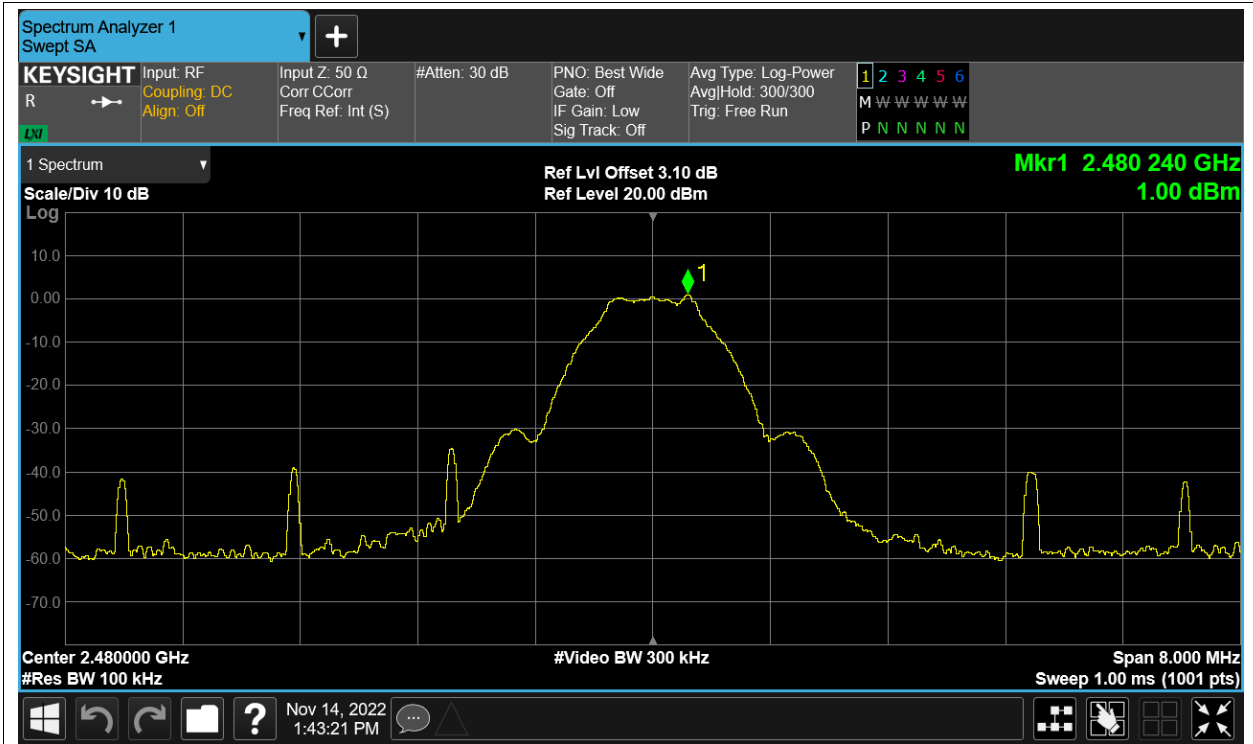 Spectrum Analyzer 1
Swept SA
KEYSIGHT
R
LXI
Input: RF
Coupling: DC
Align: Off
Input Z: 50 Ω
Corr CCorr
Freq Ref: Int (S)
#Atten: 30 dB
PNO: Best Wide
Gate: Off
IF Gain: Low
Sig Track: Off
Avg Type: Log-Power
Avg|Hold: 300/300
Trig: Free Run
1 2 3 4 5 6
M W W W W W
P N N N N N
1 Spectrum
Scale/Div 10 dB
Log
Ref Lvl Offset 3.10 dB
Ref Level 20.00 dBm
Mkr1 2.480 240 GHz
1.00 dBm
1
10.0
0.00
-10.0
-20.0
-30.0
-40.0
-50.0
-60.0
-70.0
Center 2.480000 GHz
#Res BW 100 kHz
#Video BW 300 kHz
Span 8.000 MHz
Sweep 1.00 ms (1001 pts)
?
Nov 14, 2022
1:43:21 PM